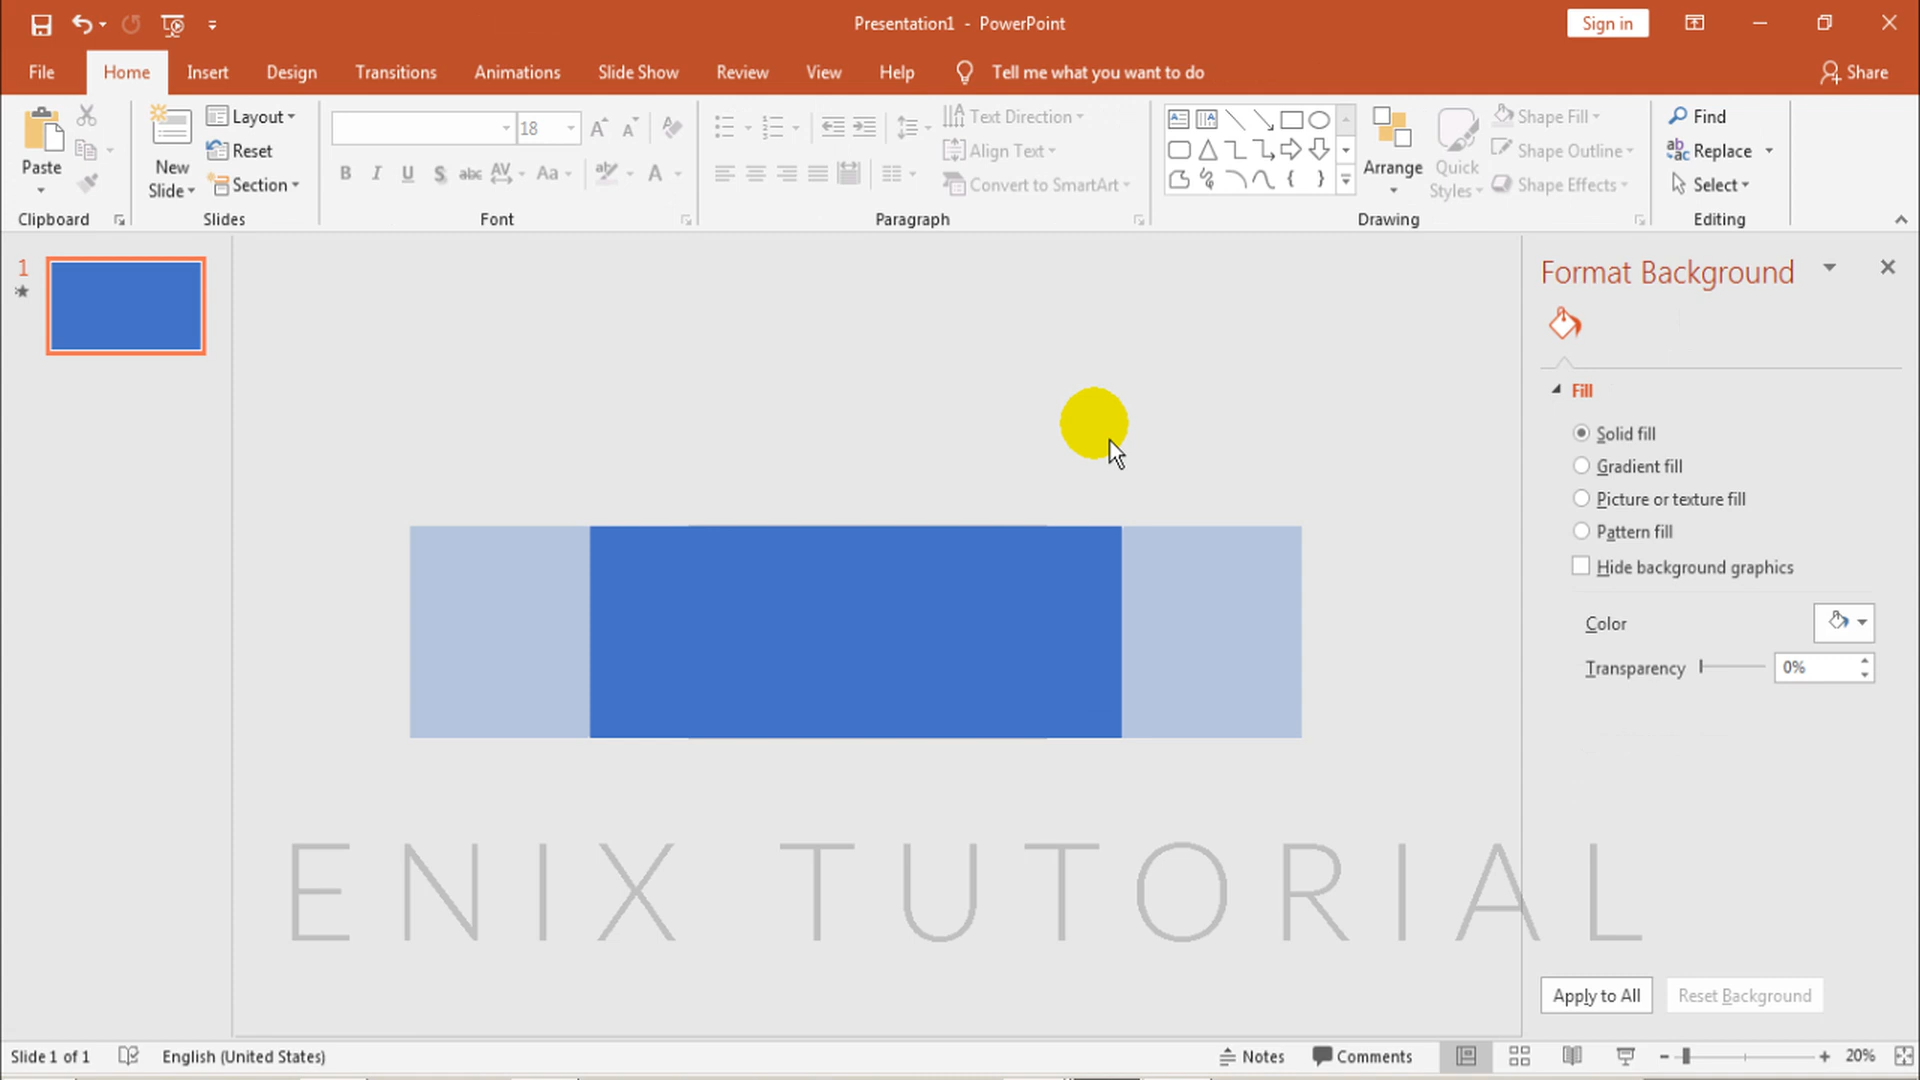 Presentation1 - PowerPoint
Sign in
File Home Insert Design Transitions Animations Slide Show Review View Help Tell me what you want to do Share
Paste
Clipboard
New Slide
Layout
Reset
Section
Slides
18
B I U S abc AV Aa A
Font
Text Direction
Align Text
Convert to SmartArt
Paragraph
Arrange
Quick Styles
Shape Fill
Shape Outline
Shape Effects
Drawing
Find
Replace
Select
Editing
1
Format Background
Fill
Solid fill
Gradient fill
Picture or texture fill
Pattern fill
Hide background graphics
Color
Transparency 0%
ENIX TUTORIAL
Apply to All Reset Background
Slide 1 of 1 English (United States) Notes Comments 20%